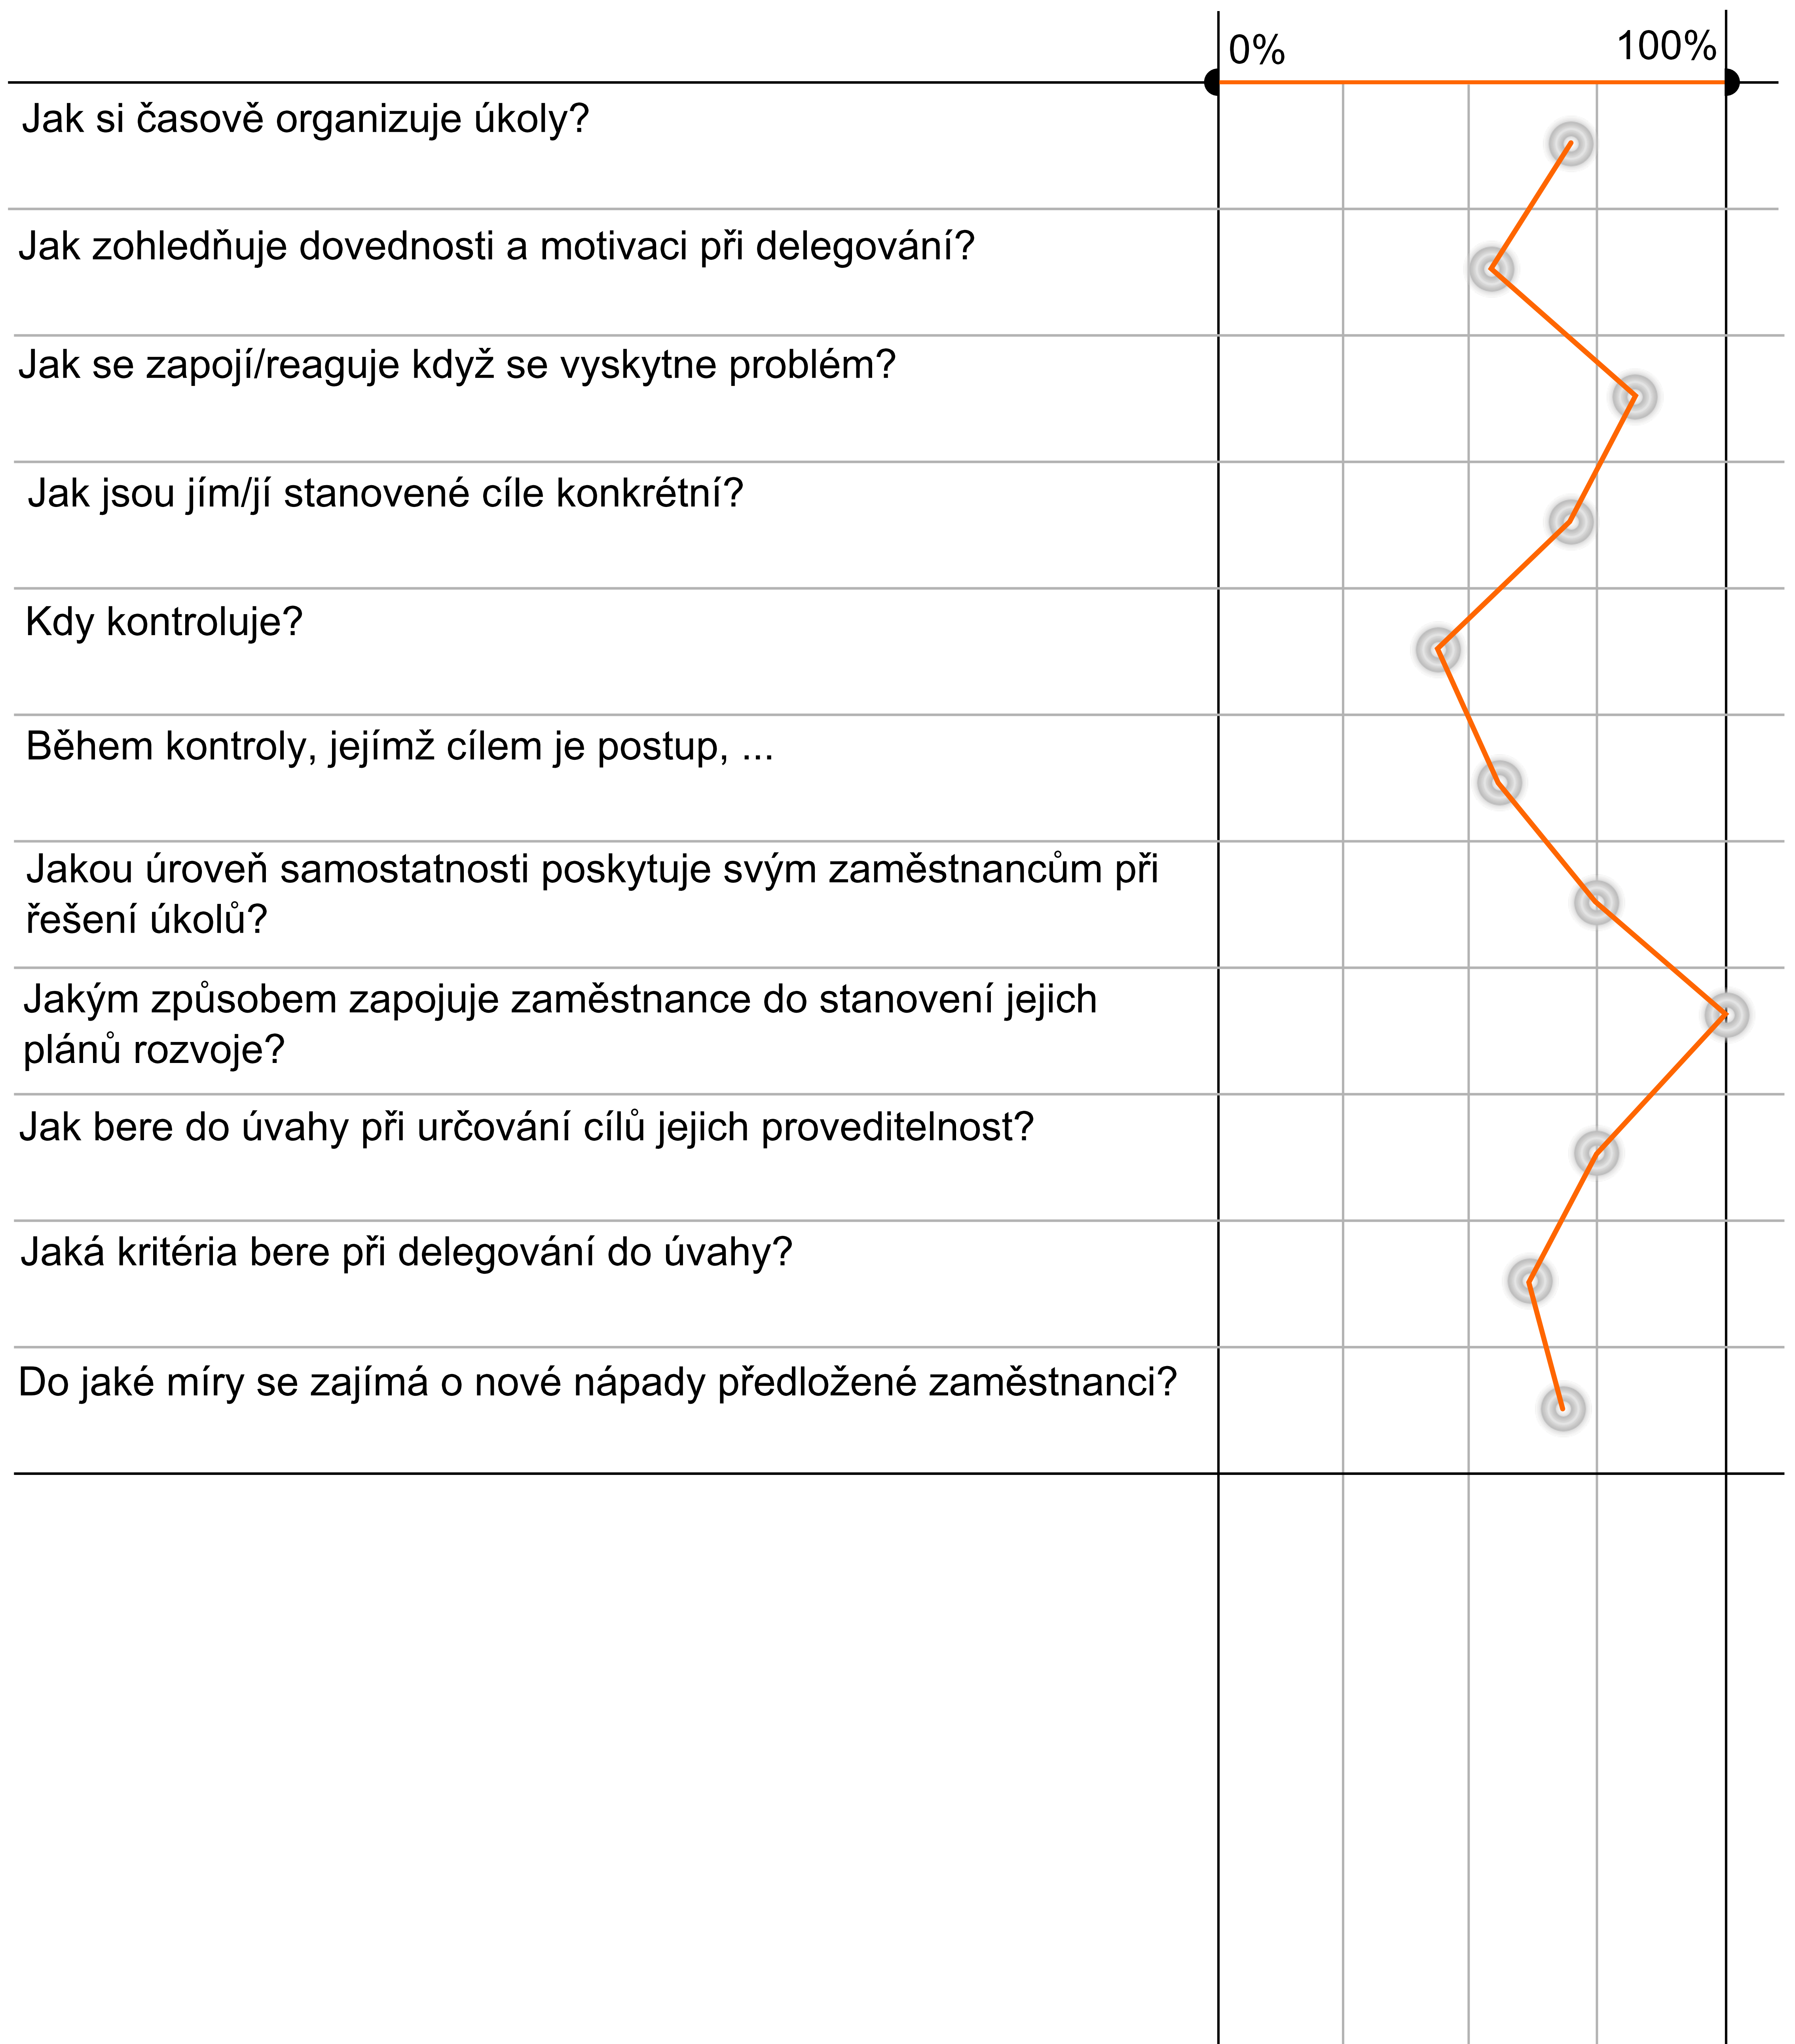 0%
100%
Jak si časově organizuje úkoly?
Jak zohledňuje dovednosti a motivaci při delegování?
Jak se zapojí/reaguje když se vyskytne problém?
Jak jsou jím/jí stanovené cíle konkrétní?
Kdy kontroluje?
Během kontroly, jejímž cílem je postup, ...
Jakou úroveň samostatnosti poskytuje svým zaměstnancům při
řešení úkolů?
Jakým způsobem zapojuje zaměstnance do stanovení jejich
plánů rozvoje?
Jak bere do úvahy při určování cílů jejich proveditelnost?
Jaká kritéria bere při delegování do úvahy?
Do jaké míry se zajímá o nové nápady předložené zaměstnanci?